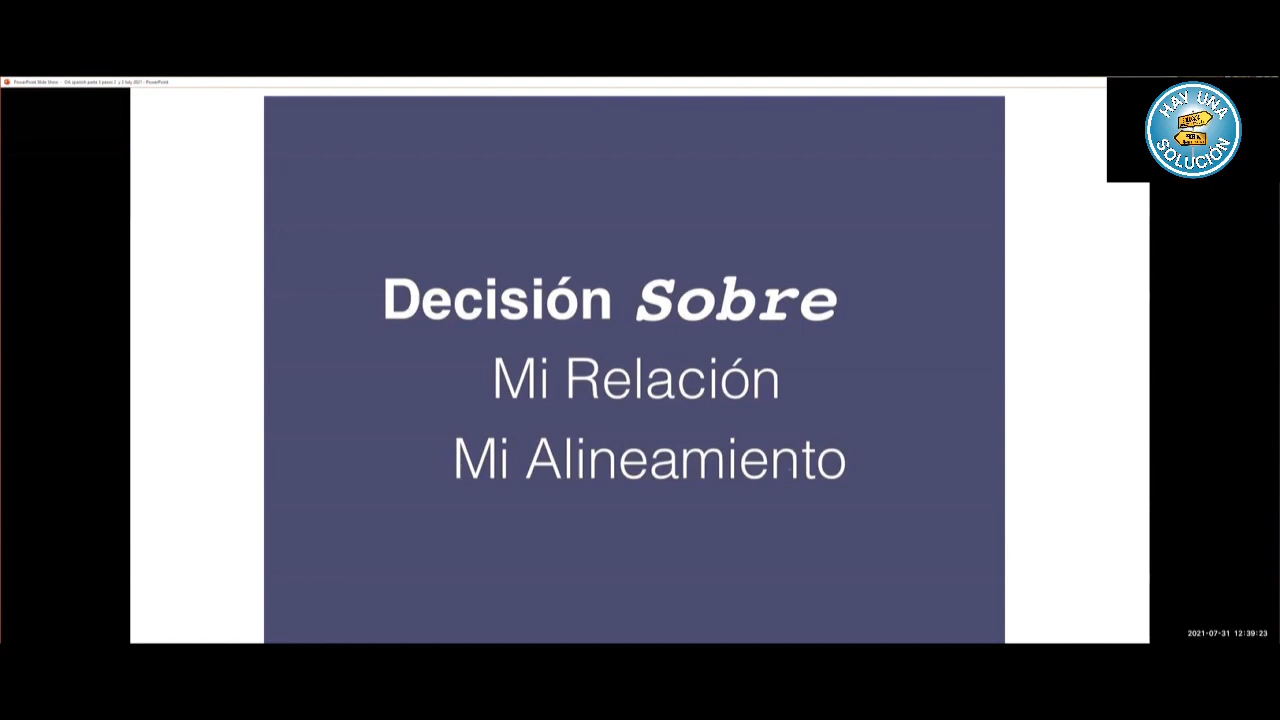 Decisión Sobre
Mi Relación
Mi Alineamiento
HAY UNA
SOLUCIÓN
2021-07-31 12:39:23